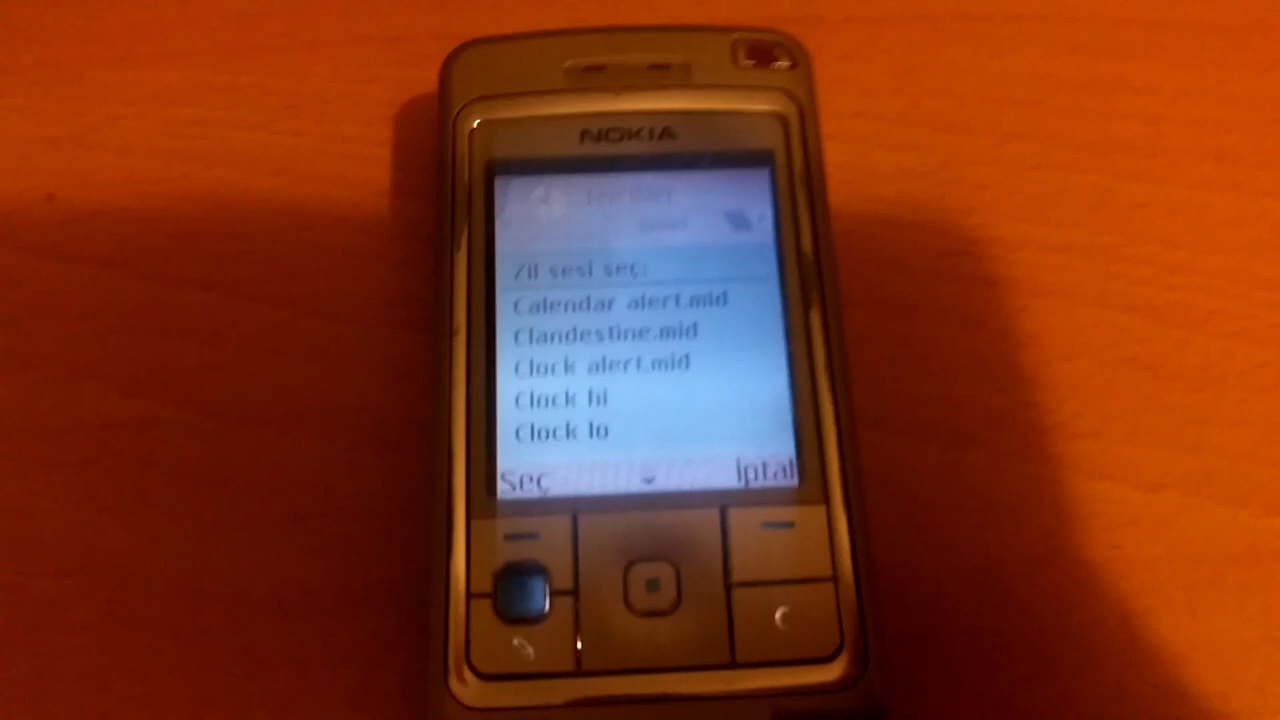 NOKIA
Zil sesi seç:
Calendar alert.mid
Clandestine.mid
Clock alert.mid
Clock hi
Clock lo
Seç
İptal